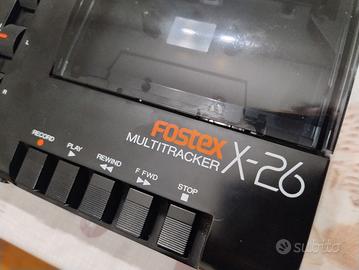 L
R
FOSTEX
MULTITRACKER X-26
RECORD
PLAY
REWIND
F.FWD
STOP
subito